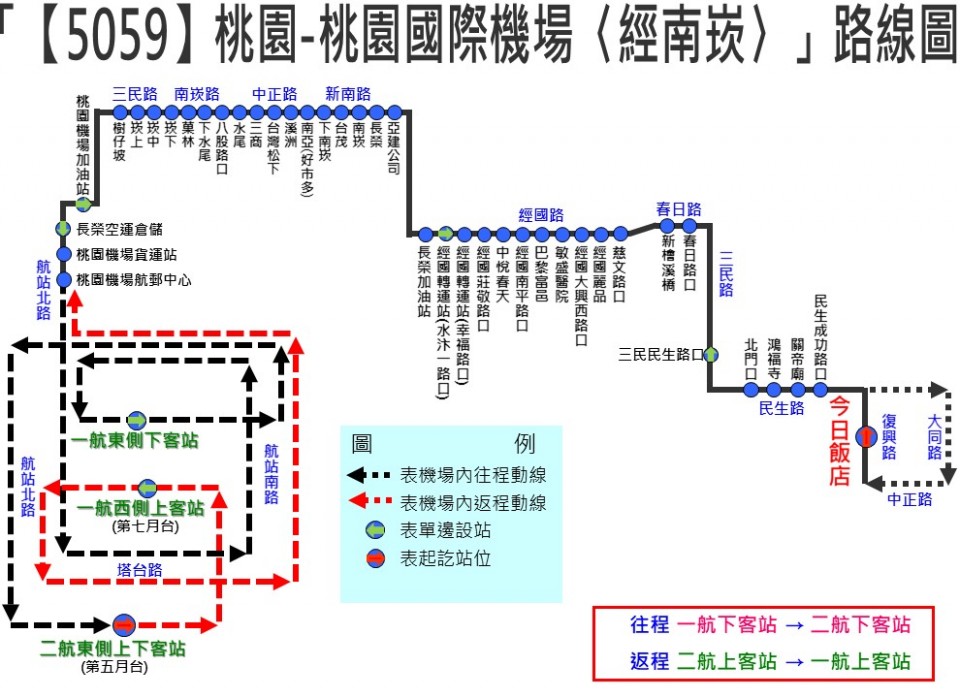 「【5059】桃園-桃園國際機場〈經南崁〉」路線圖
三民路
南崁路
中正路
新南路
桃園機場加油站
樹仔坡
崁上
崁中
崁下
菓林
下水尾
八股路口
水尾
三商
台灣松下
溪洲
南亞(好市多)
下南崁
台茂
南崁
長榮
亞建公司
長榮空運倉儲
桃園機場貨運站
桃園機場航郵中心
航站北路
經國路
長榮加油站
經國轉運站(水汴一路口)
經國轉運站(幸福路口)
經國莊敬路口
中悅春天
經國南平路口
巴黎富邑
敏盛醫院
經國大興西路口
經國麗品
慈文路口
春日路
新檜溪橋
春日路口
三民路
三民民生路口
北門口
鴻福寺
關帝廟
民生成功路口
民生路
今日飯店
復興路
大同路
中正路
一航東側下客站
航站南路
航站北路
一航西側上客站
(第七月台)
塔台路
二航東側上下客站
(第五月台)
圖例
表機場內往程動線
表機場內返程動線
表單邊設站
表起訖站位
往程 一航下客站 → 二航下客站
返程 二航上客站 → 一航上客站